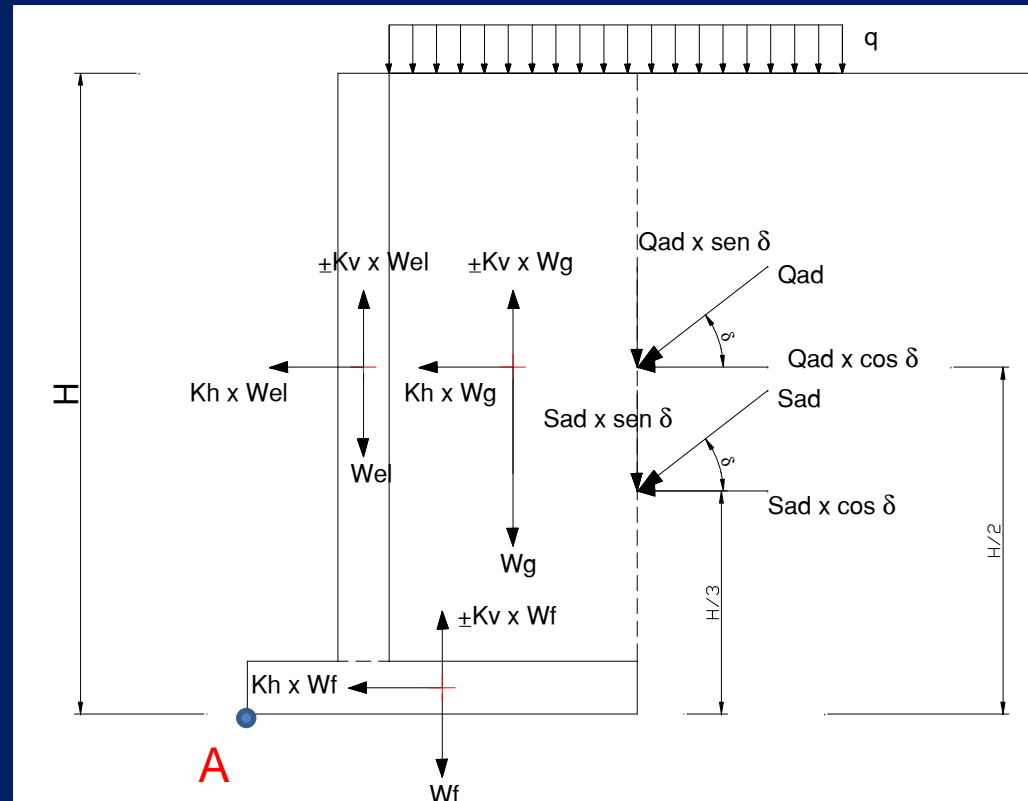 q
H
Qad x sen δ
±Kv x Wel
±Kv x Wg
Qad
δ
Qad x cos δ
Kh x Wel
Kh x Wg
Sad
Sad x sen δ
δ
Wel
Sad x cos δ
H/2
Wg
H/3
±Kv x Wf
Kh x Wf
A
Wf